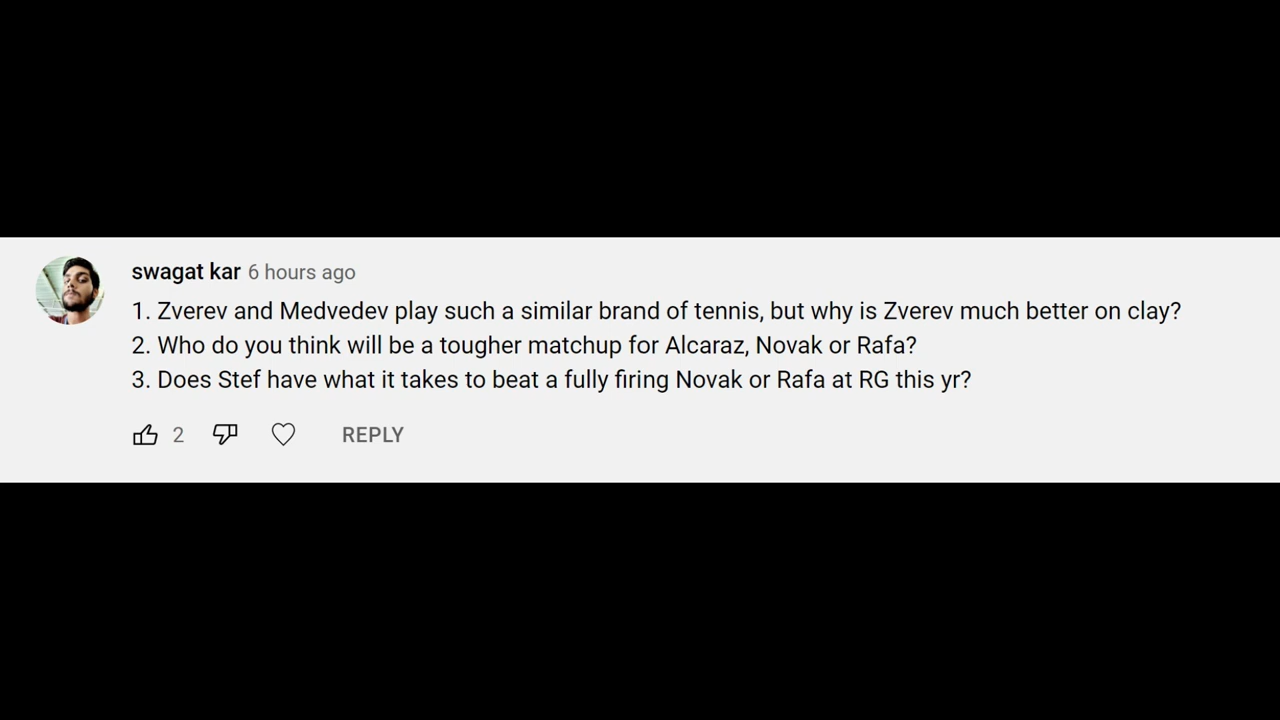 swagat kar 6 hours ago
1. Zverev and Medvedev play such a similar brand of tennis, but why is Zverev much better on clay?
2. Who do you think will be a tougher matchup for Alcaraz, Novak or Rafa?
3. Does Stef have what it takes to beat a fully firing Novak or Rafa at RG this yr?
2 REPLY